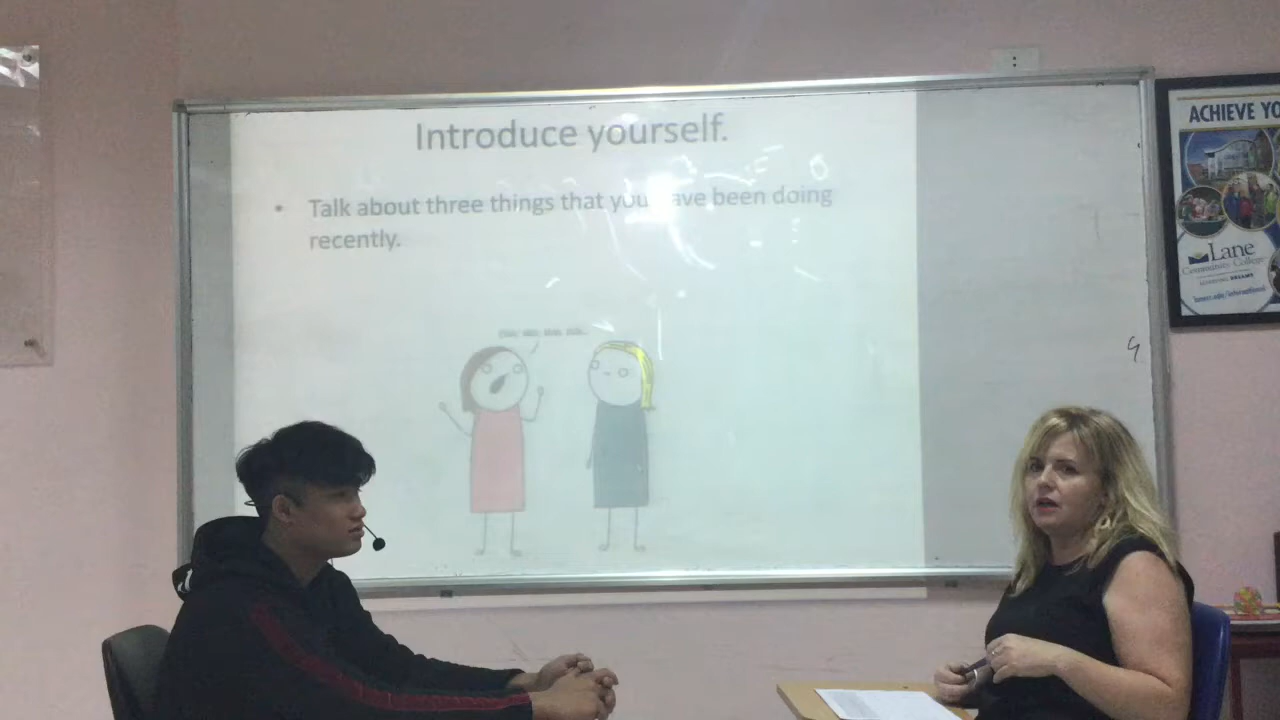 Introduce yourself.
• Talk about three things that you have been doing
recently.
ACHIEVE YO
Lane
Community College